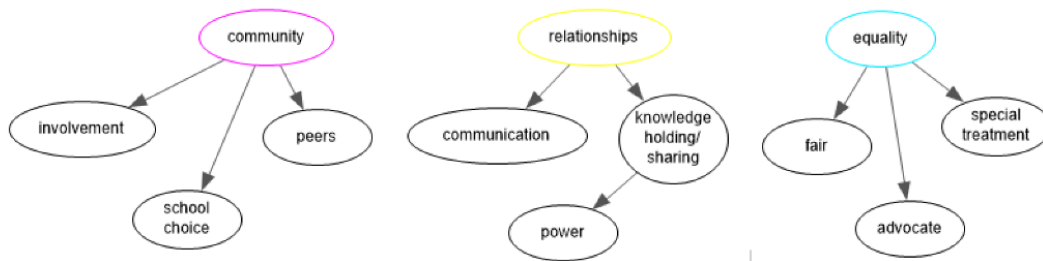 community
involvement
peers
school
choice
relationships
communication
knowledge
holding/
sharing
power
equality
fair
special
treatment
advocate